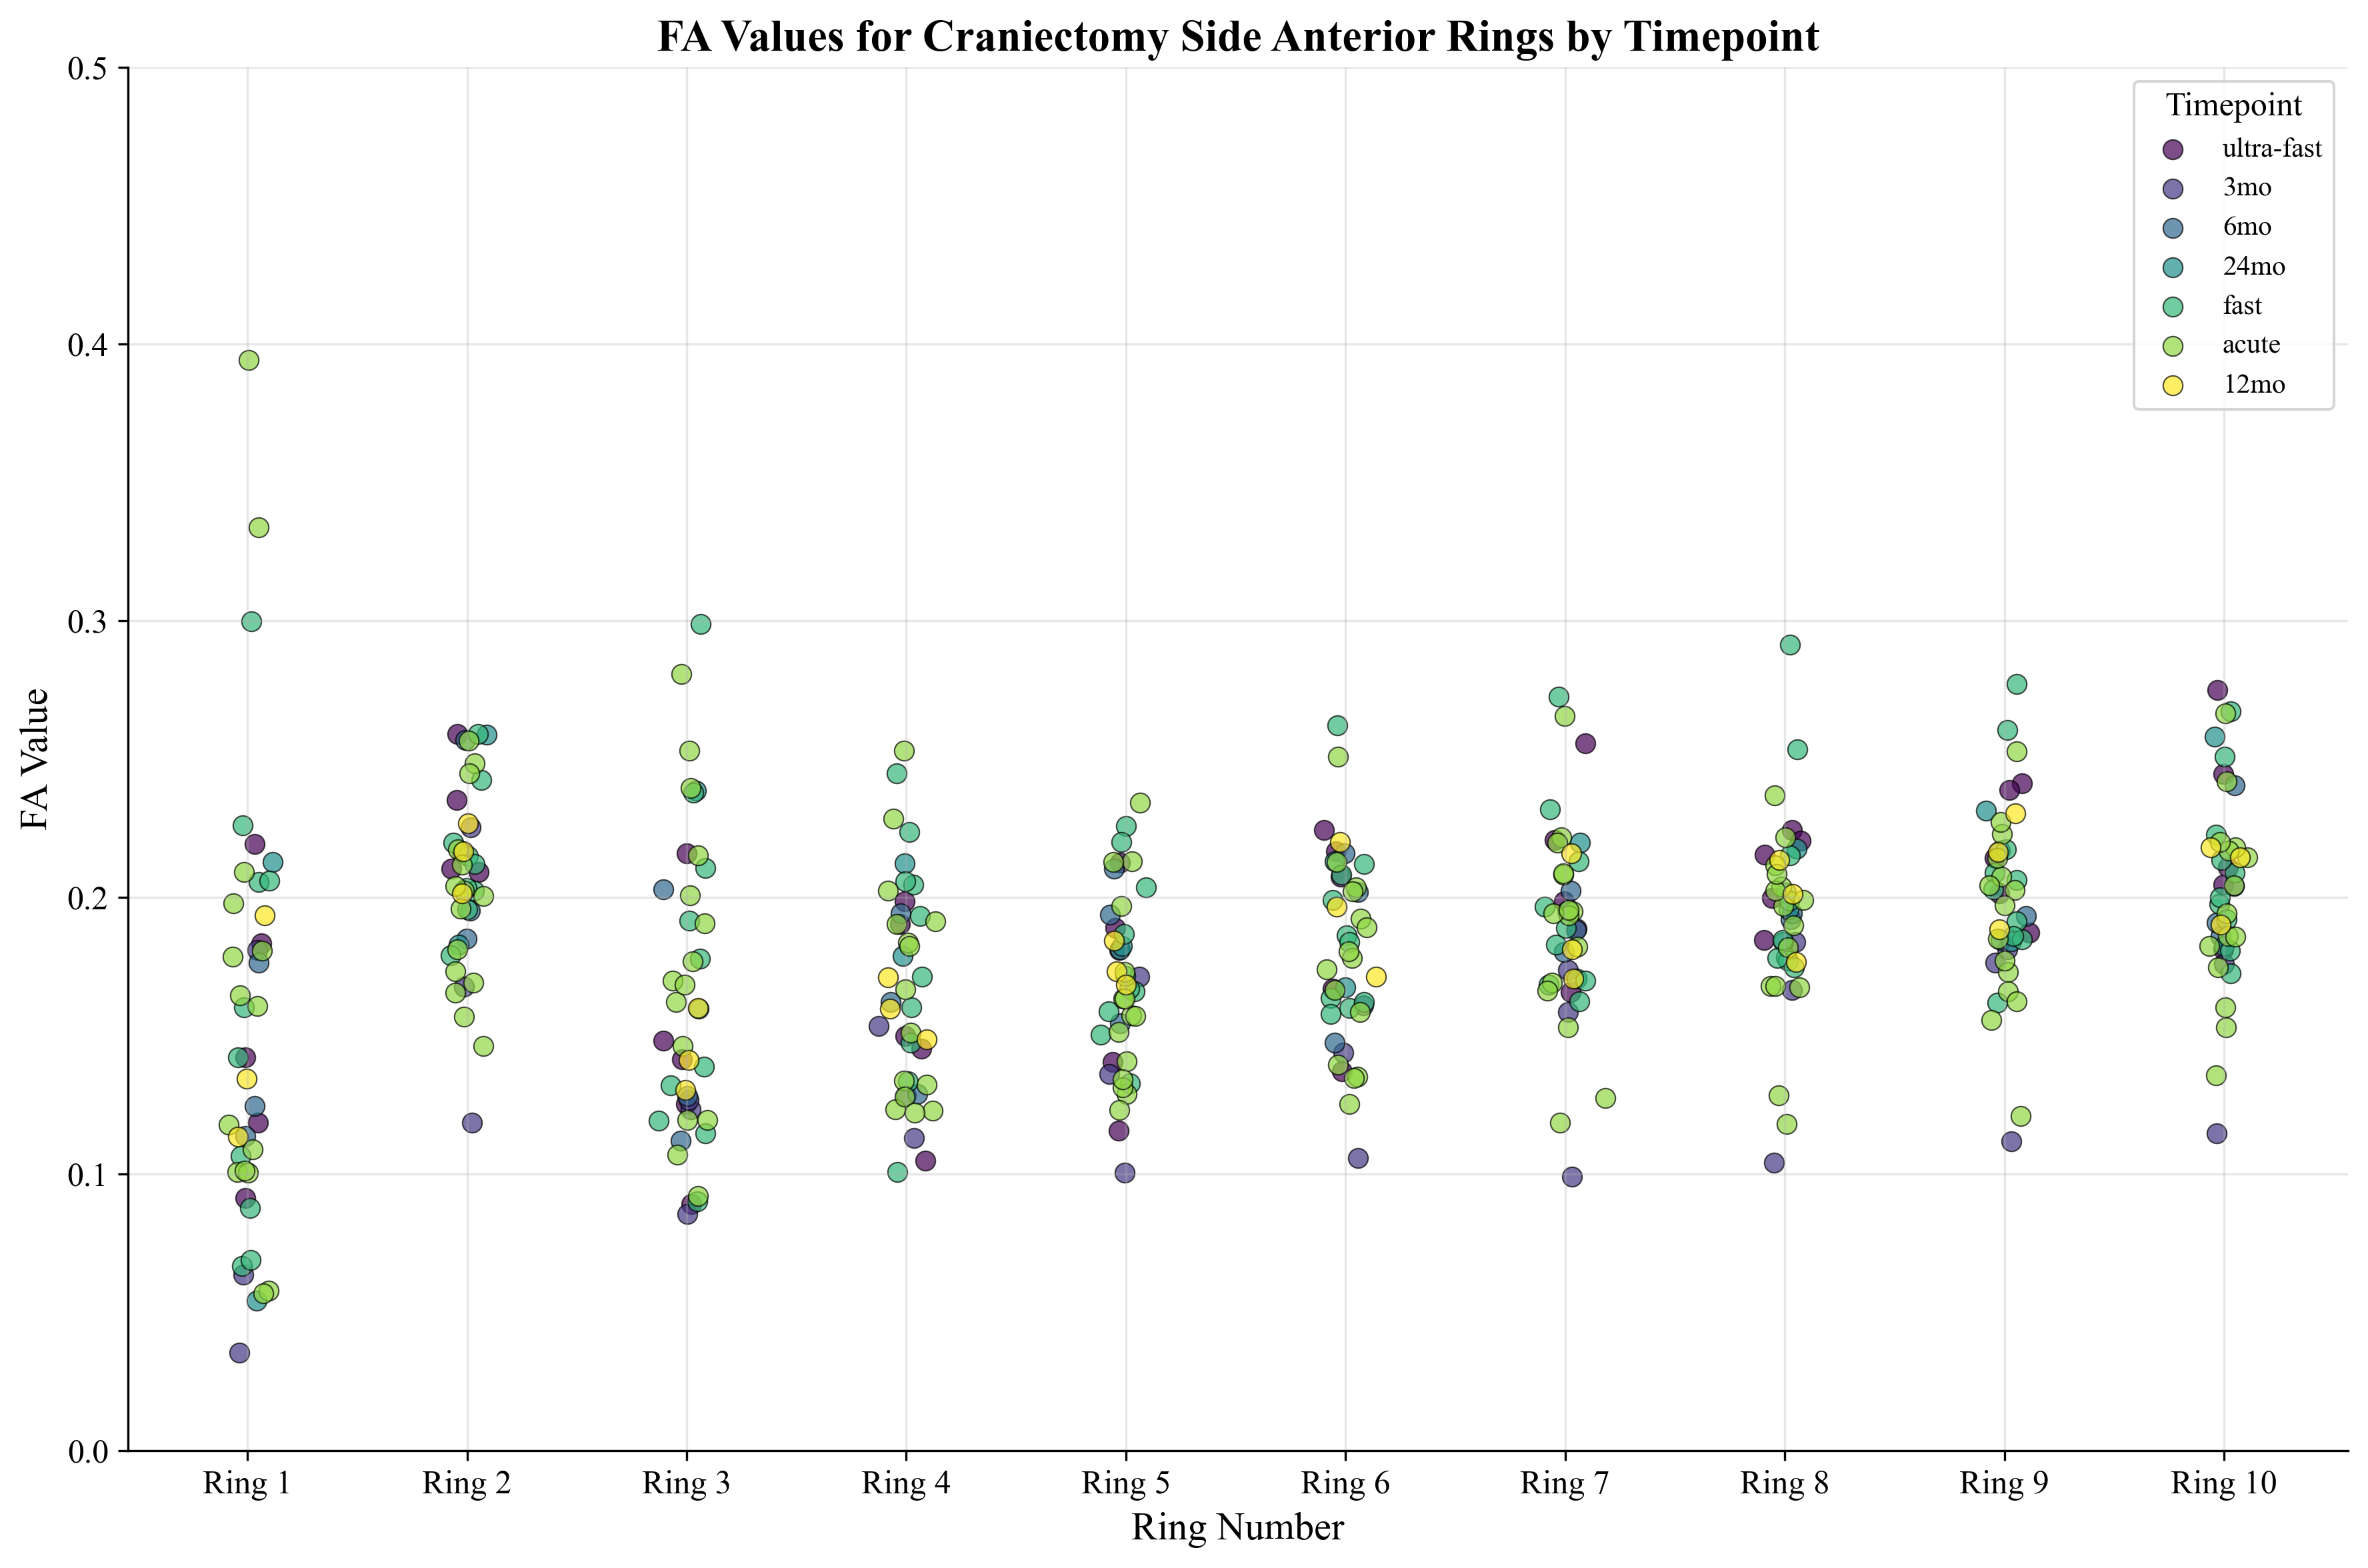 FA Values for Craniectomy Side Anterior Rings by Timepoint
0.5
0.4
0.3
0.2
0.1
0.0
FA Value
Timepoint
ultra-fast
3mo
6mo
24mo
fast
acute
12mo
Ring 1 Ring 2 Ring 3 Ring 4 Ring 5 Ring 6 Ring 7 Ring 8 Ring 9 Ring 10
Ring Number